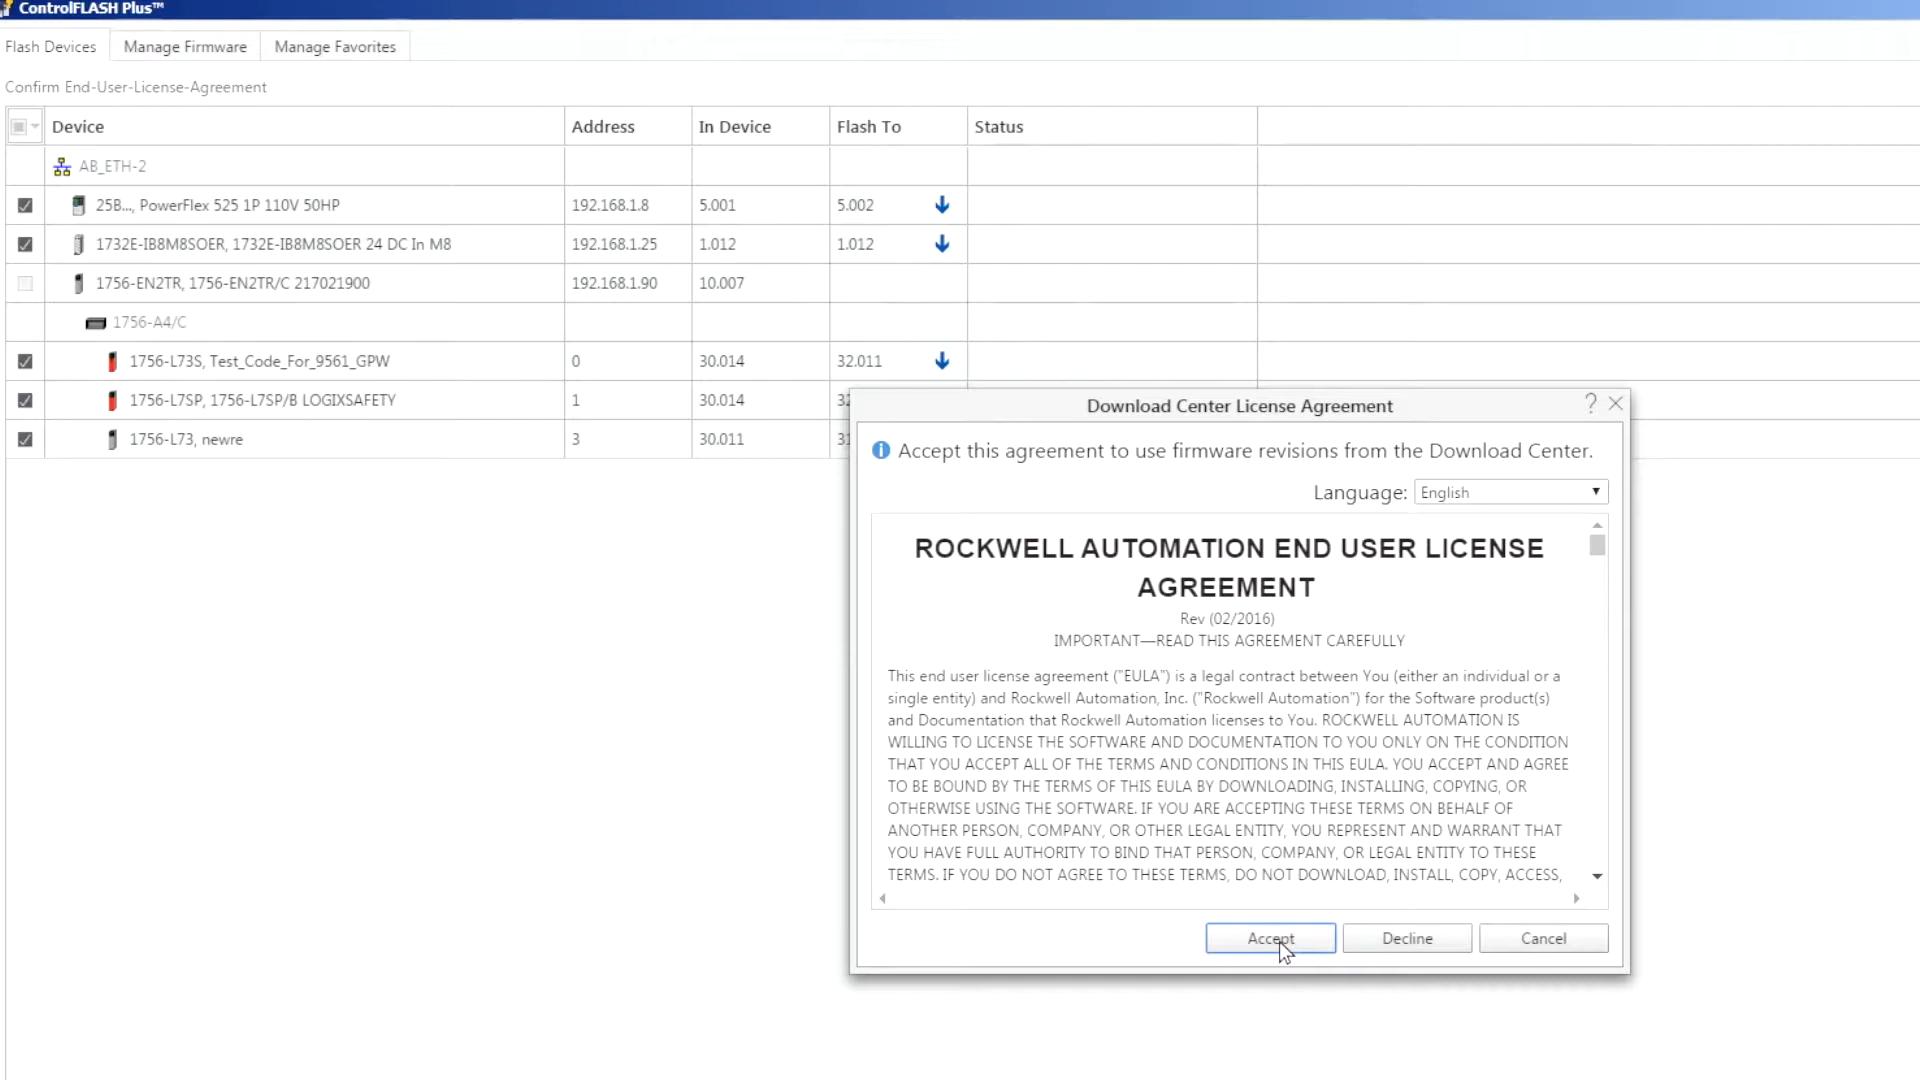 ControlFLASH Plus™
Flash Devices Manage Firmware Manage Favorites
Confirm End-User-License-Agreement
Device Address In Device Flash To Status
AB_ETH-2
25B..., PowerFlex 525 1P 110V 50HP 192.168.1.8 5.001 5.002
1732E-IB8M8SOER, 1732E-IB8M8SOER 24 DC In M8 192.168.1.25 1.012 1.012
1756-EN2TR, 1756-EN2TR/C 217021900 192.168.1.90 10.007
1756-A4/C
1756-L73S, Test_Code_For_9561_GPW 0 30.014 32.011
1756-L7SP, 1756-L7SP/B LOGIXSAFETY 1 30.014
1756-L73, newre 3 30.011
Download Center License Agreement
Accept this agreement to use firmware revisions from the Download Center.
Language: English
ROCKWELL AUTOMATION END USER LICENSE
AGREEMENT
Rev (02/2016)
IMPORTANT—READ THIS AGREEMENT CAREFULLY
This end user license agreement ("EULA") is a legal contract between You (either an individual or a
single entity) and Rockwell Automation, Inc. ("Rockwell Automation") for the Software product(s)
and Documentation that Rockwell Automation licenses to You. ROCKWELL AUTOMATION IS
WILLING TO LICENSE THE SOFTWARE AND DOCUMENTATION TO YOU ONLY ON THE CONDITION
THAT YOU ACCEPT ALL OF THE TERMS AND CONDITIONS IN THIS EULA. YOU ACCEPT AND AGREE
TO BE BOUND BY THE TERMS OF THIS EULA BY DOWNLOADING, INSTALLING, COPYING, OR
OTHERWISE USING THE SOFTWARE. IF YOU ARE ACCEPTING THESE TERMS ON BEHALF OF
ANOTHER PERSON, COMPANY, OR OTHER LEGAL ENTITY, YOU REPRESENT AND WARRANT THAT
YOU HAVE FULL AUTHORITY TO BIND THAT PERSON, COMPANY, OR LEGAL ENTITY TO THESE
TERMS. IF YOU DO NOT AGREE TO THESE TERMS, DO NOT DOWNLOAD, INSTALL, COPY, ACCESS,
Accept Decline Cancel